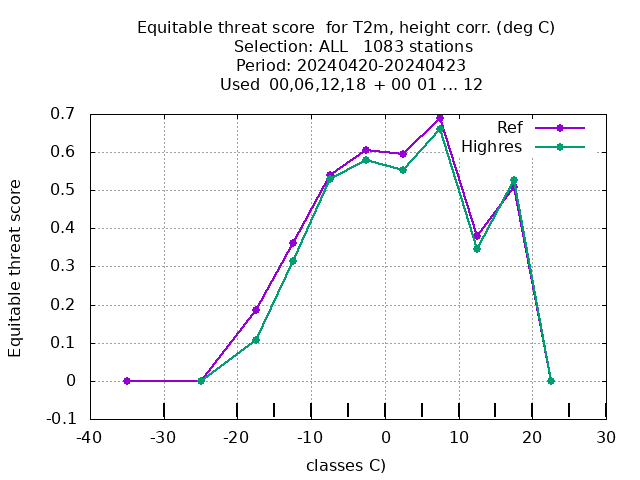 Equitable threat score  for T2m, height corr. (deg C)
Selection: ALL   1083 stations
Period: 20240420-20240423
Used  00,06,12,18  + 00 01 ... 12
Ref
Highres
0.7
0.6
0.5
0.4
0.3
0.2
0.1
0
-0.1
Equitable threat score
-40 -30 -20 -10 0 10 20 30
classes C)